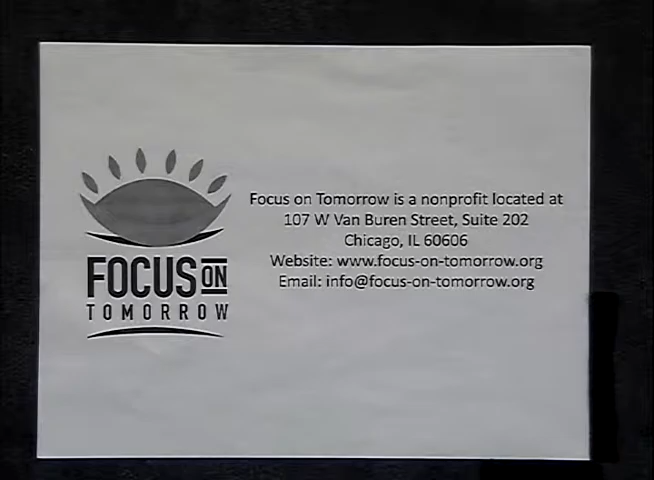 FOCUS ON
TOMORROW
Focus on Tomorrow is a nonprofit located at
107 W Van Buren Street, Suite 202
Chicago, IL 60606
Website: www.focus-on-tomorrow.org
Email: info@focus-on-tomorrow.org